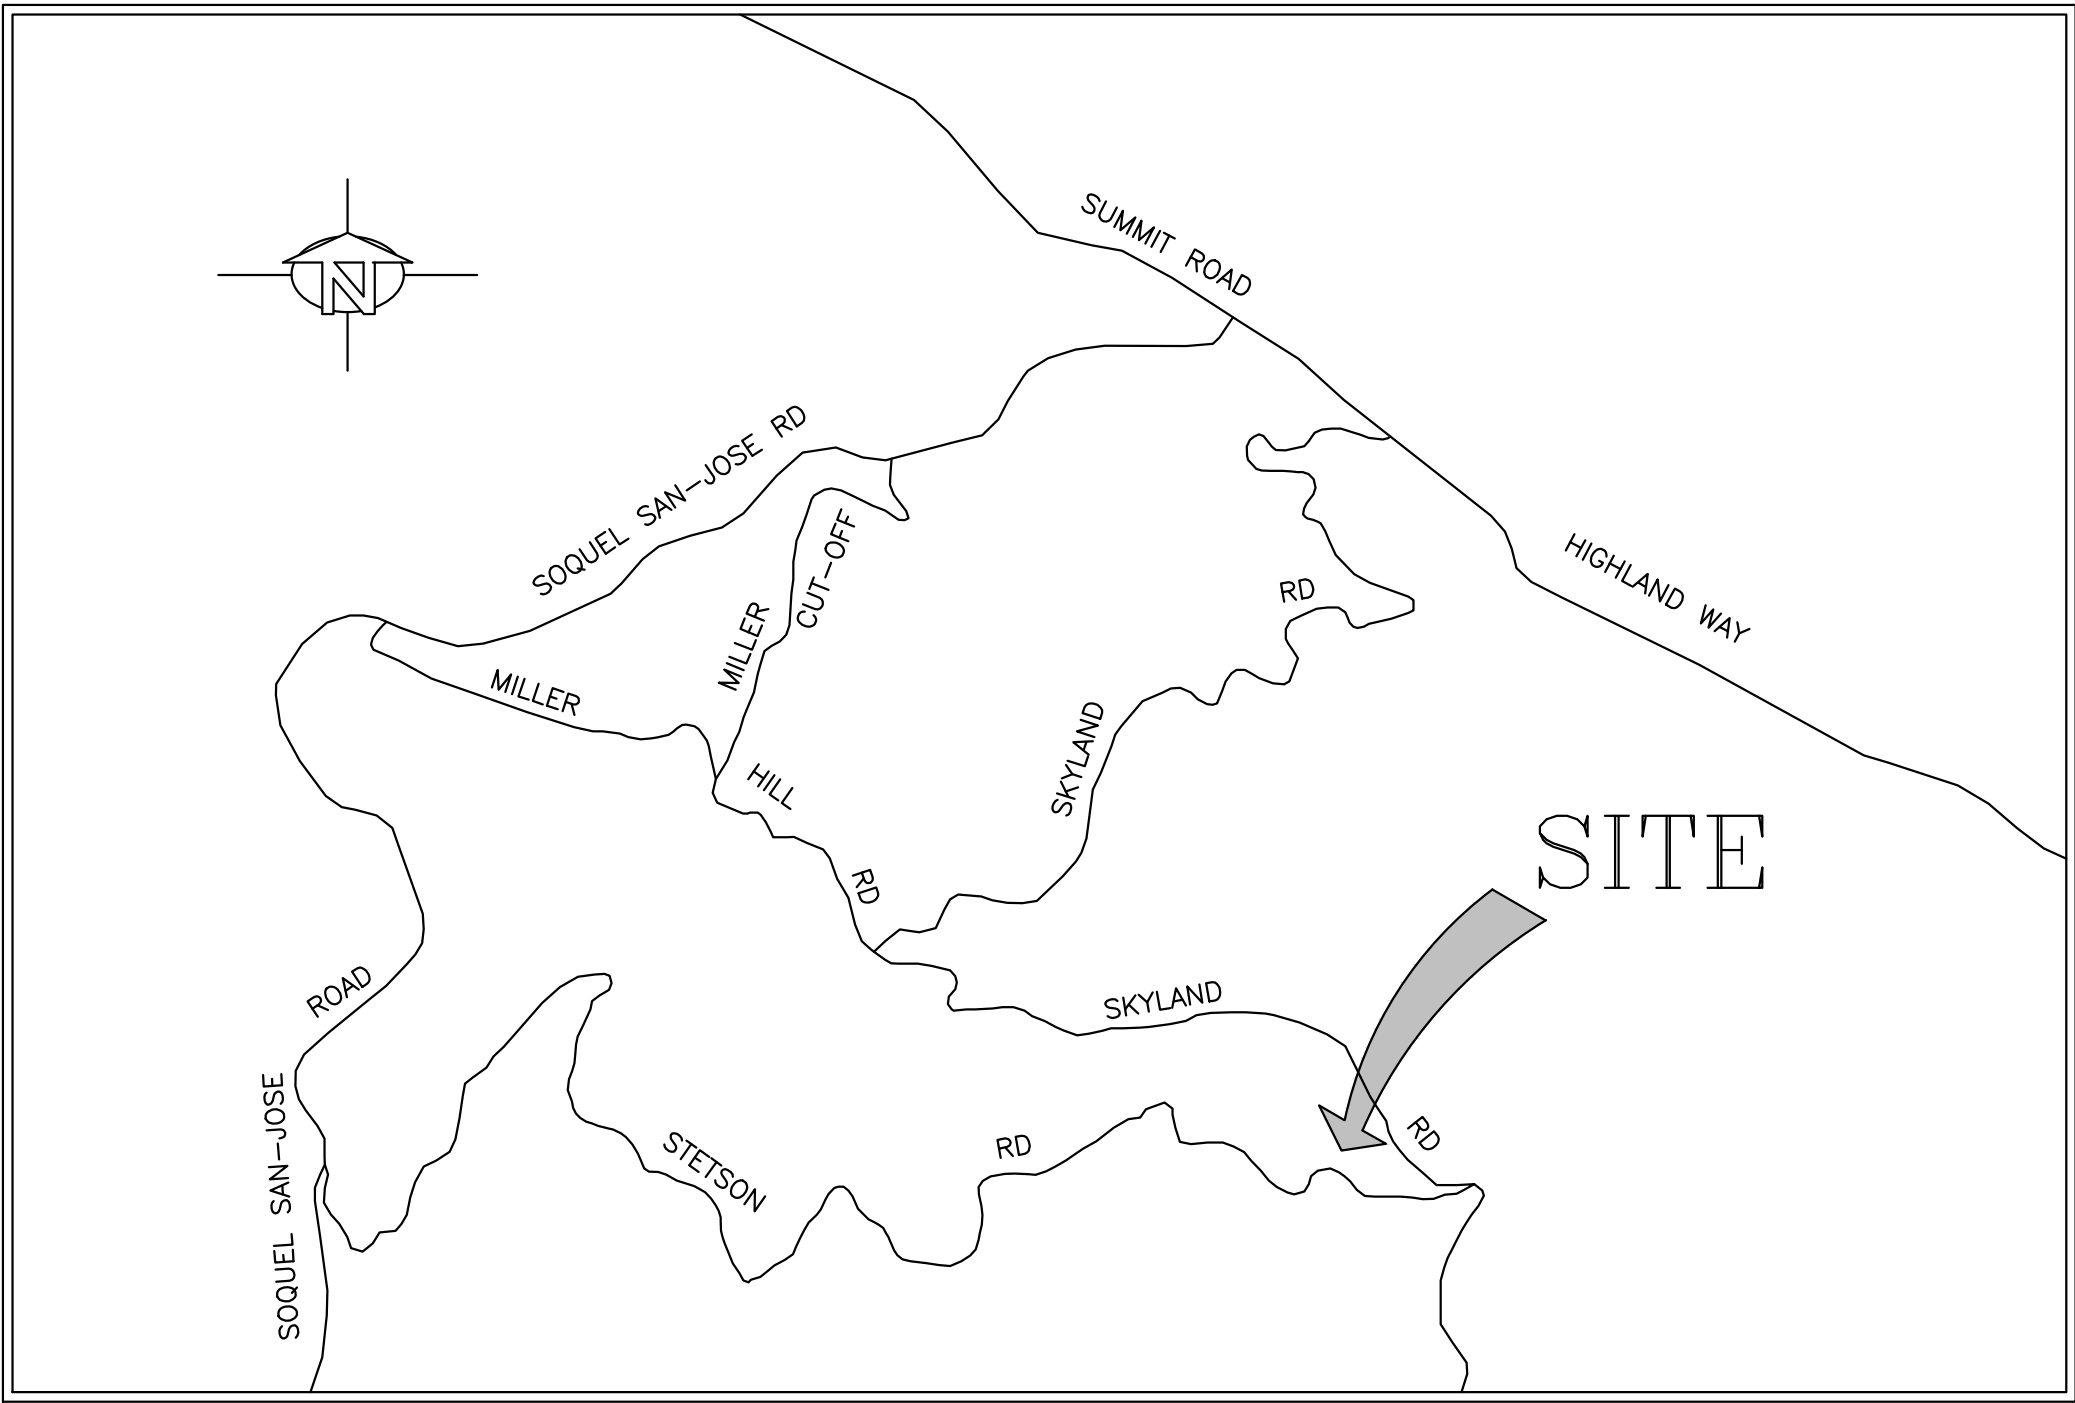 SUMMIT ROAD
N
SOQUEL SAN-JOSE RD
CUT-OFF
HIGHLAND WAY
RD
MILLER
MILLER
SKYLAND
HILL
SITE
RD
ROAD
SKYLAND
SOQUEL SAN-JOSE
STETSON
RD
RD